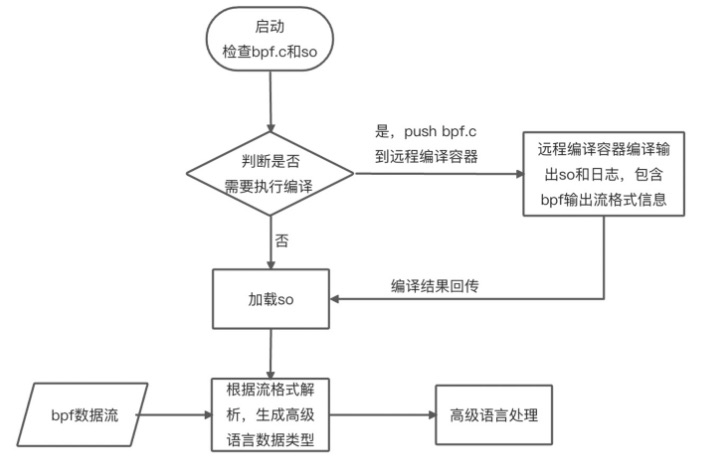 启动
检查bpf.c和so
是，push bpf.c
到远程编译容器
判断是否
需要执行编译
远程编译容器编译输
出so和日志，包含
bpf输出流格式信息
否
加载so
编译结果回传
bpf数据流
根据流格式解
析，生成高级
语言数据类型
高级语言处理